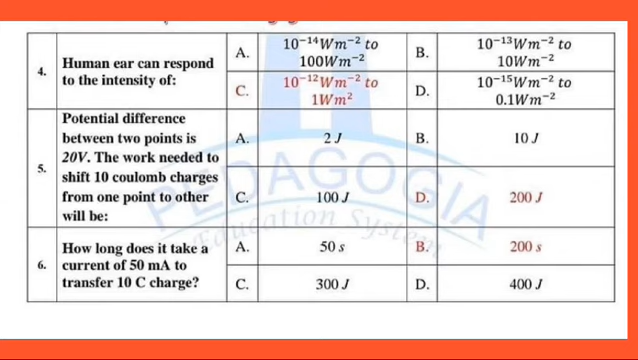 4. Human ear can respond
to the intensity of:
A. 10⁻¹⁴Wm⁻² to
100Wm⁻²
B. 10⁻¹³Wm⁻² to
10Wm⁻²
C. 10⁻¹²Wm⁻² to
1Wm²
D. 10⁻¹⁵Wm⁻² to
0.1Wm⁻²
5. Potential difference
between two points is
20V. The work needed to
shift 10 coulomb charges
from one point to other
will be:
A. 2 J
B. 10 J
C. 100 J
D. 200 J
6. How long does it take a
current of 50 mA to
transfer 10 C charge?
A. 50 s
B. 200 s
C. 300 J
D. 400 J
PEDAGOGIA
Education System